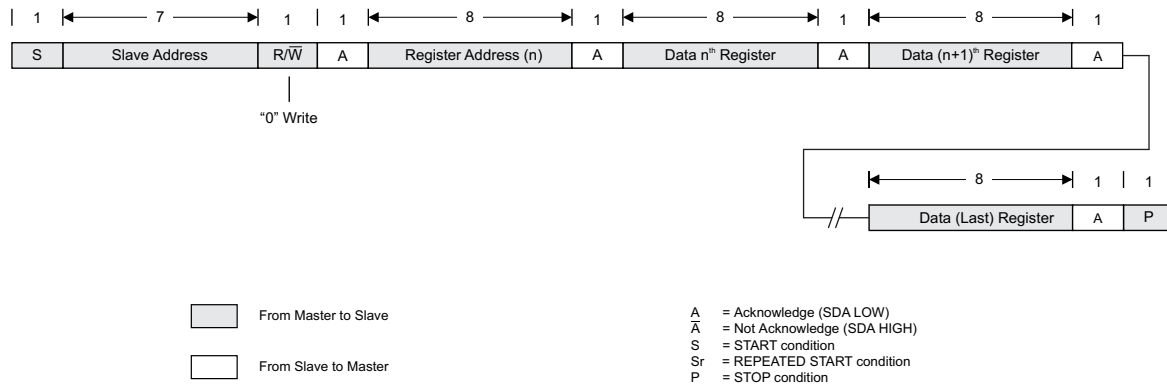 1 7 1 1 8 1 8 1 8 1
S Slave Address R/W̅ A Register Address (n) A Data nth Register A Data (n+1)th Register A
“0” Write
8 1 1
Data (Last) Register A P
From Master to Slave
From Slave to Master
A = Acknowledge (SDA LOW)
A̅ = Not Acknowledge (SDA HIGH)
S = START condition
Sr = REPEATED START condition
P = STOP condition